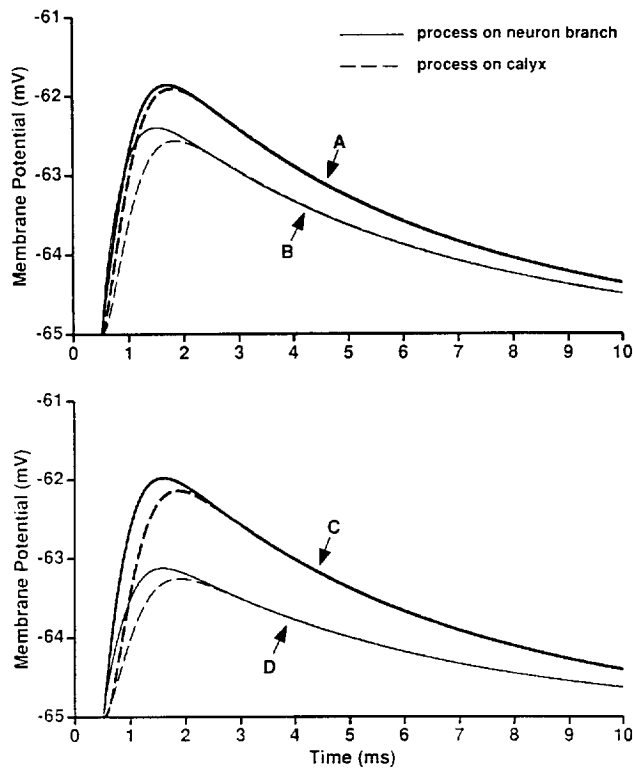 -61
process on neuron branch
process on calyx
-62
A
-63
B
-64
-65
Membrane Potential (mV)
0 1 2 3 4 5 6 7 8 9 10
-61
-62
C
-63
-64
D
-65
Membrane Potential (mV)
0 1 2 3 4 5 6 7 8 9 10
Time (ms)